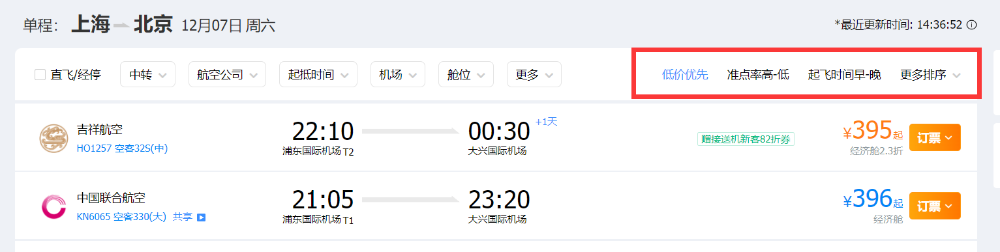 单程： 上海 北京 12月07日 周六 *最近更新时间: 14:36:52
直飞/经停 中转 航空公司 起抵时间 机场 舱位 更多 低价优先 准点率高-低 起飞时间早-晚 更多排序
吉祥航空 22:10 00:30 +1天 ¥395起 订票
HO1257 空客32S(中) 浦东国际机场 T2 大兴国际机场 赠接送机新客82折券 经济舱2.3折
中国联合航空 21:05 23:20 ¥396起 订票
KN6065 空客330(大) 共享 浦东国际机场 T1 大兴国际机场 经济舱